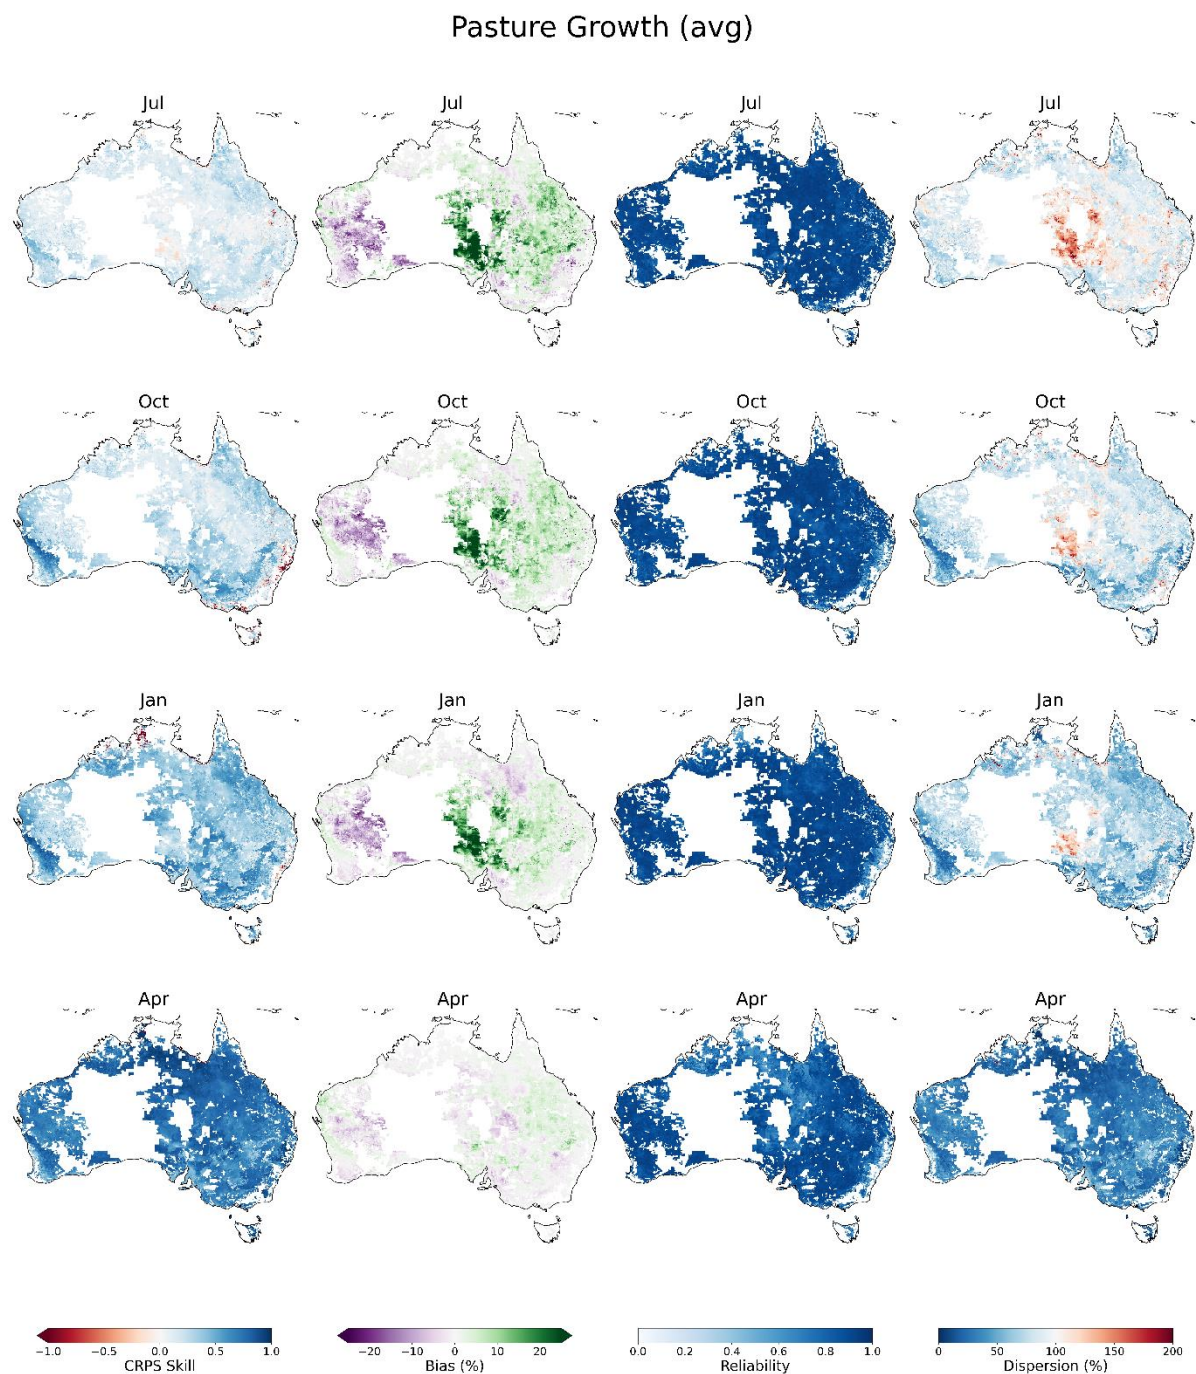 Pasture Growth (avg)
Jul Jul Jul Jul
Oct Oct Oct Oct
Jan Jan Jan Jan
Apr Apr Apr Apr
−1.0 −0.5 0.0 0.5 1.0 −20 −10 0 10 20 0.0 0.2 0.4 0.6 0.8 1.0 0 50 100 150 200
CRPS Skill Bias (%) Reliability Dispersion (%)